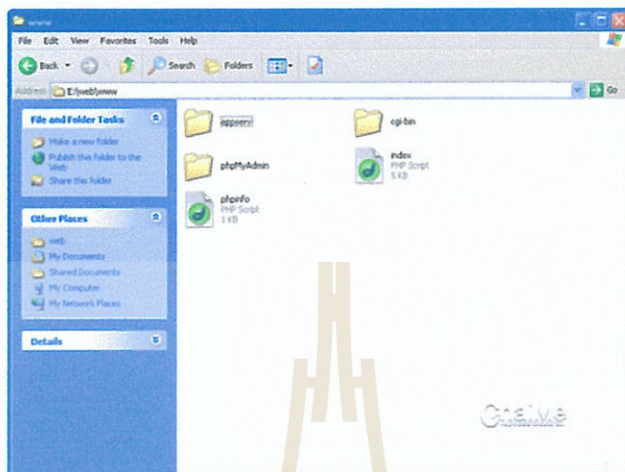 www
File Edit View Favorites Tools Help
Back Search Folders
Address E:\web\www Go
File and Folder Tasks
Make a new folder
Publish this folder to the
Web
Share this folder
Other Places
web
My Documents
Shared Documents
My Computer
My Network Places
Details
appserv
cgi-bin
phpMyAdmin
index
PHP Script
5 KB
phpinfo
PHP Script
1 KB